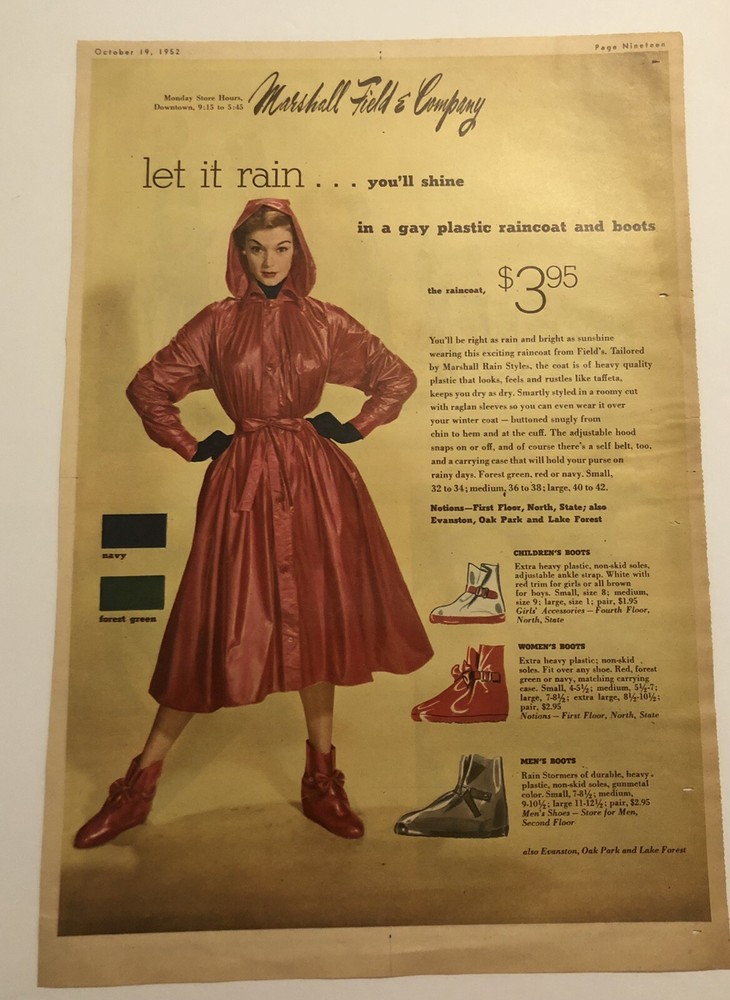 October 19, 1952
Page Nineteen
Monday Store Hours,
Downtown, 9:15 to 5:45
Marshall Field & Company
let it rain . . . you'll shine
in a gay plastic raincoat and boots
the raincoat, $3.95
You'll be right as rain and bright as sunshine
wearing this exciting raincoat from Field's. Tailored
by Marshall Rain Styles, the coat is of heavy quality
plastic that looks, feels and rustles like taffeta,
keeps you dry as dry. Smartly styled in a roomy cut
with raglan sleeves so you can even wear it over
your winter coat — buttoned snugly from
chin to hem and at the cuff. The adjustable hood
snaps on or off, and of course there's a self belt, too,
and a carrying case that will hold your purse on
rainy days. Forest green, red or navy. Small,
32 to 34; medium, 36 to 38; large, 40 to 42.
Notions—First Floor, North, State; also
Evanston, Oak Park and Lake Forest
navy
forest green
CHILDREN'S BOOTS
Extra heavy plastic, non-skid soles,
adjustable ankle strap. White with
red trim for girls or all brown
for boys. Small, size 8; medium,
size 9; large, size 1; pair, $1.95
Girls' Accessories — Fourth Floor,
North, State
WOMEN'S BOOTS
Extra heavy plastic; non-skid
soles. Fit over any shoe. Red, forest
green or navy, matching carrying
case. Small, 4-5½; medium, 5½-7;
large, 7-8½; extra large, 8½-10½;
pair, $2.95
Notions — First Floor, North, State
MEN'S BOOTS
Rain Stormers of durable, heavy
plastic, non-skid soles, gunmetal
color. Small, 7-8½; medium,
9-10½; large 11-12½; pair, $2.95
Men's Shoes — Store for Men,
Second Floor
also Evanston, Oak Park and Lake Forest